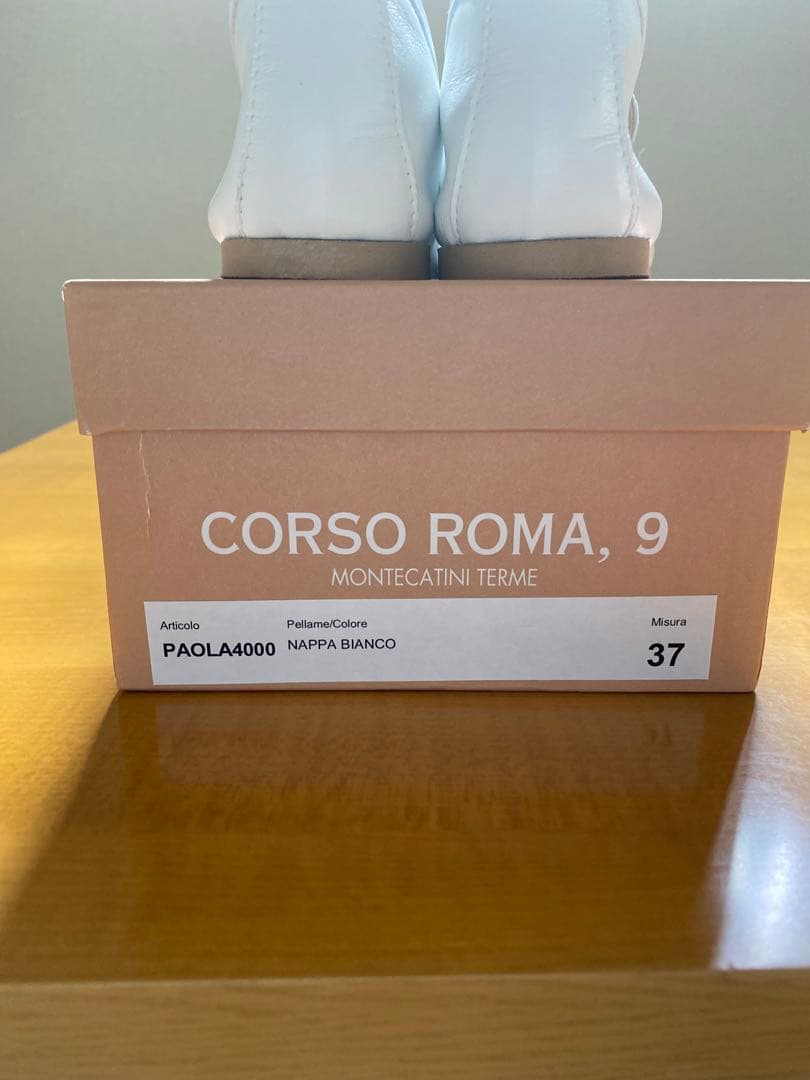 CORSO ROMA, 9
MONTECATINI TERME
Articolo Pellame/Colore Misura
PAOLA4000 NAPPA BIANCO 37